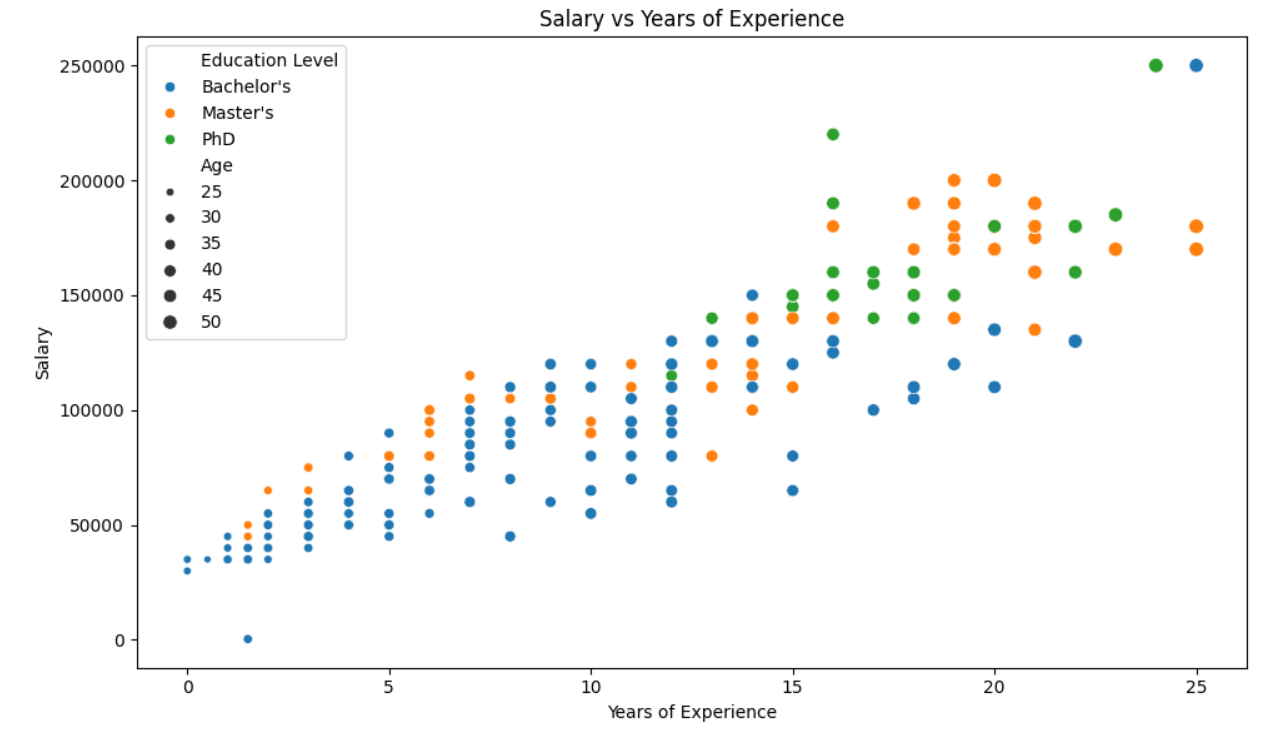 Salary vs Years of Experience
Education Level
Bachelor's
Master's
PhD
Age
25
30
35
40
45
50
250000
200000
150000
100000
50000
0
Salary
0 5 10 15 20 25
Years of Experience